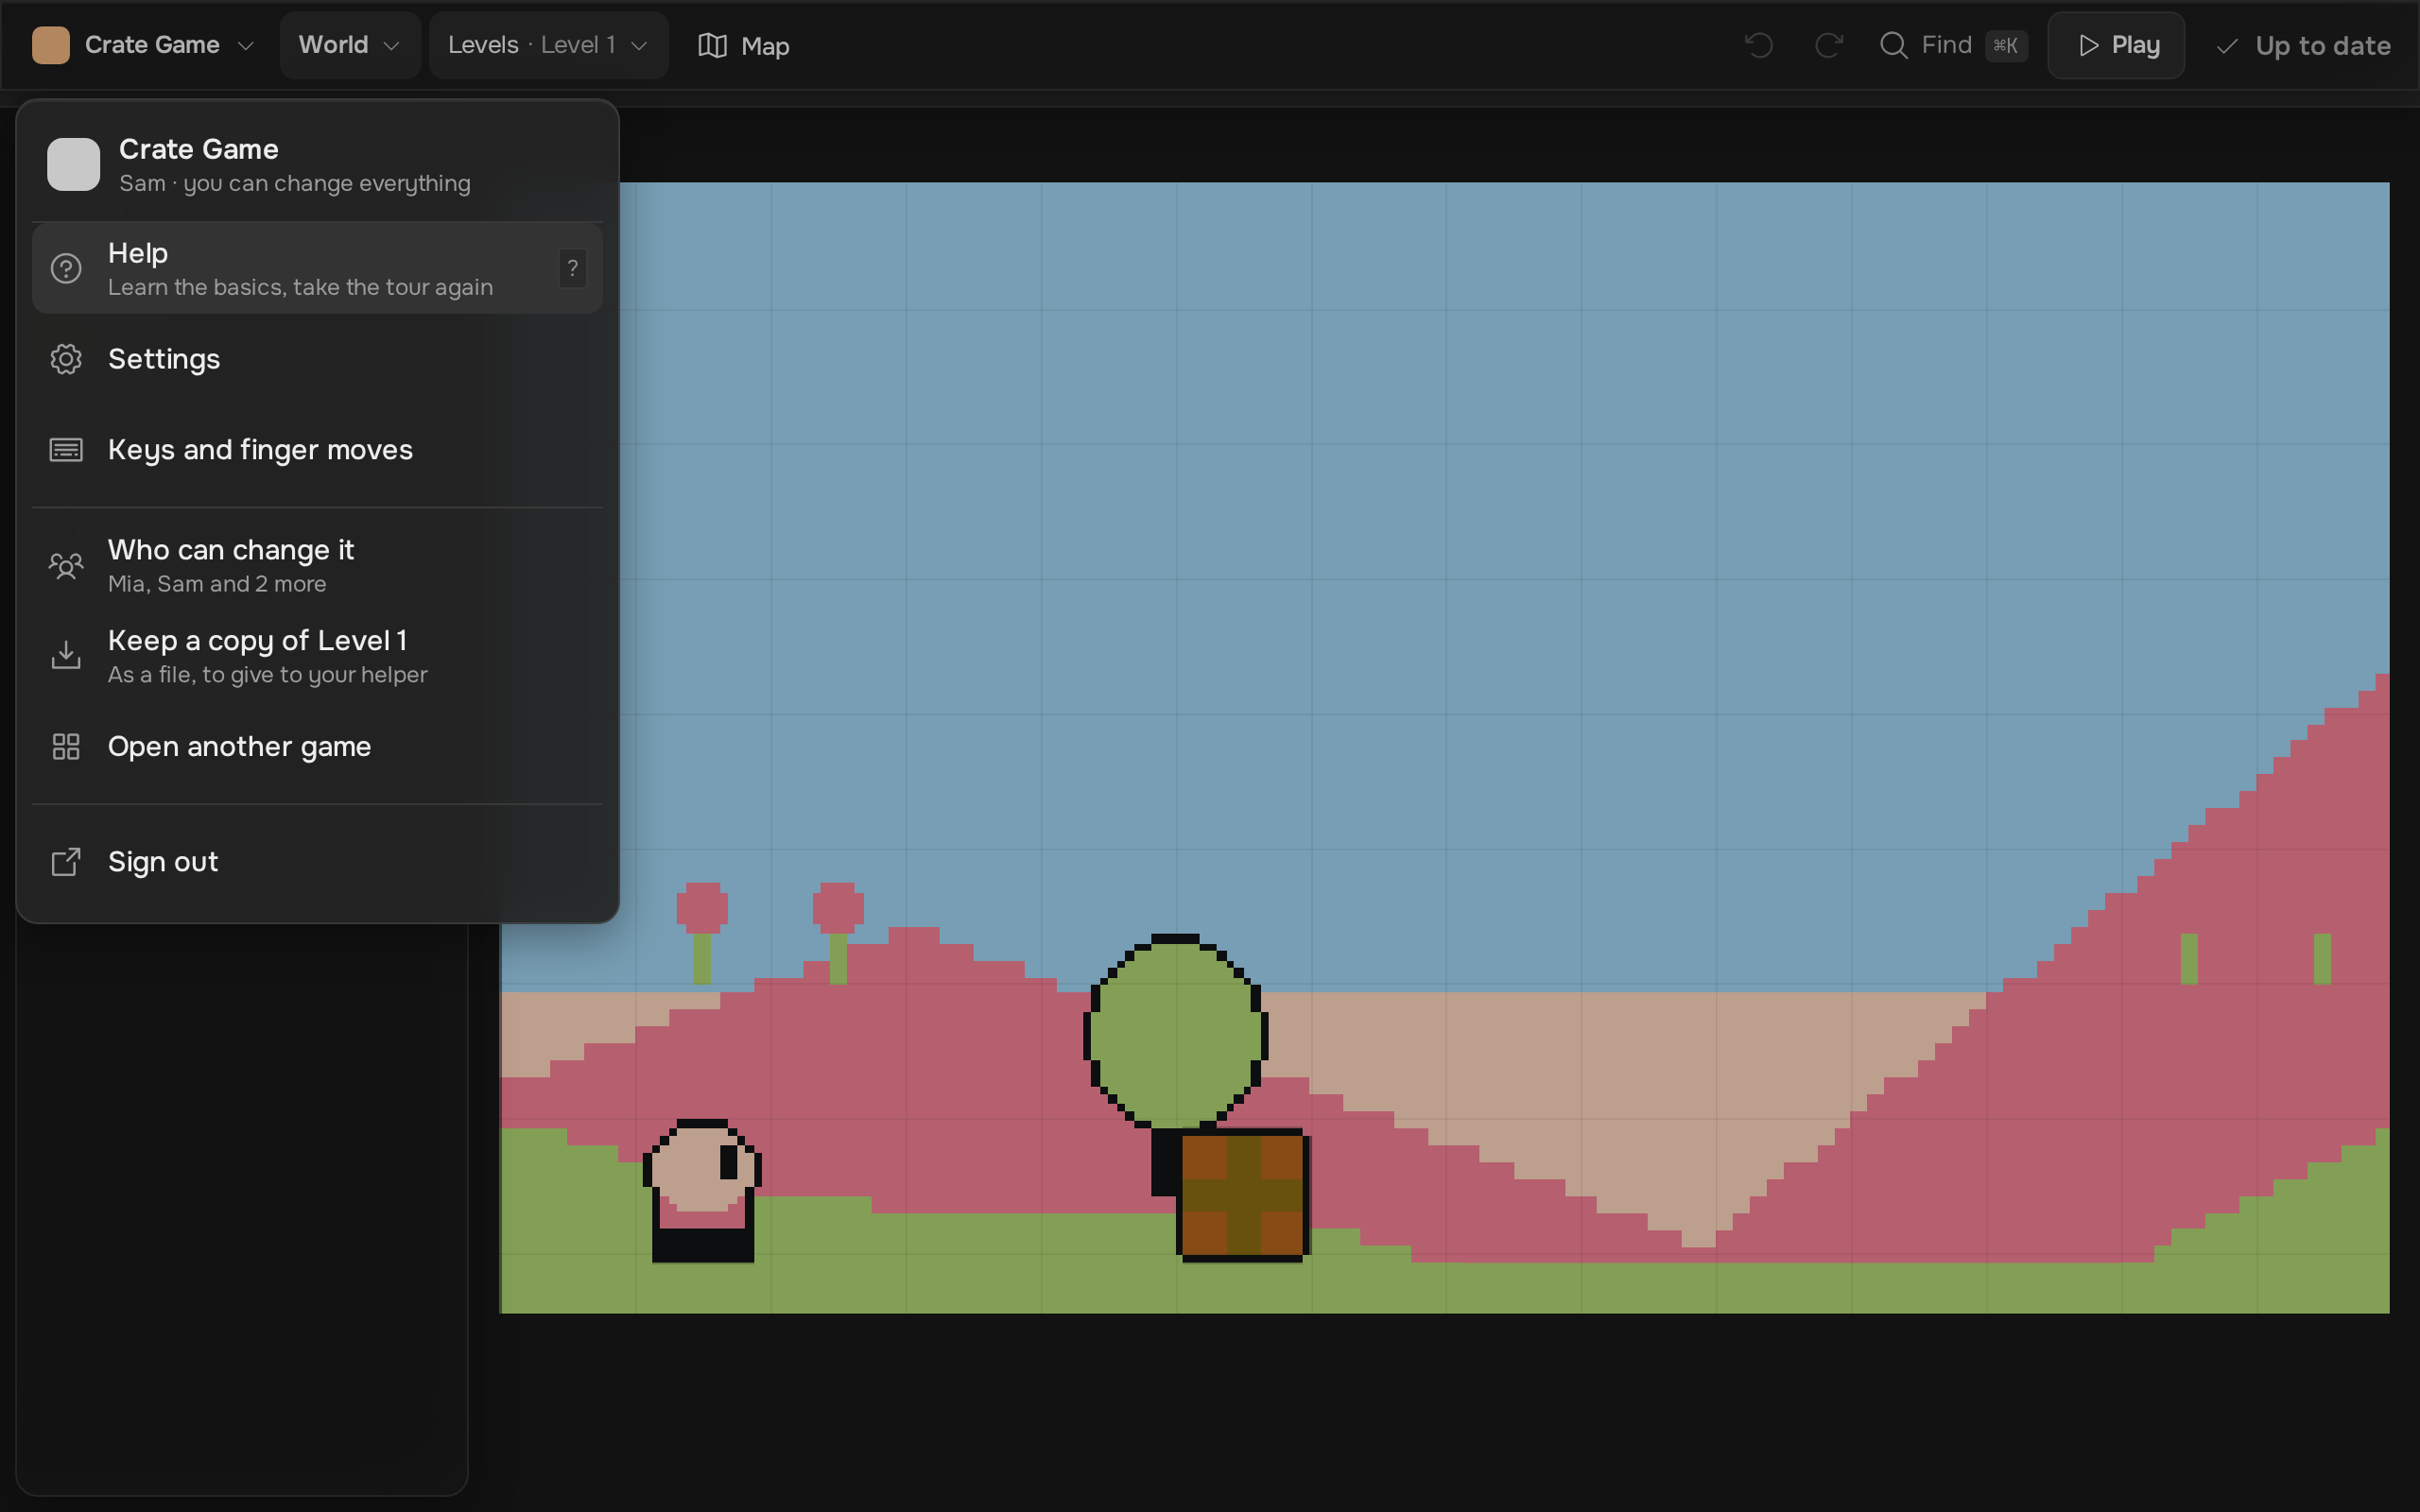 Crate Game
World
Levels · Level 1
Map
Find ⌘K
Play
Up to date
Crate Game
Sam · you can change everything
Help
Learn the basics, take the tour again
?
Settings
Keys and finger moves
Who can change it
Mia, Sam and 2 more
Keep a copy of Level 1
As a file, to give to your helper
Open another game
Sign out